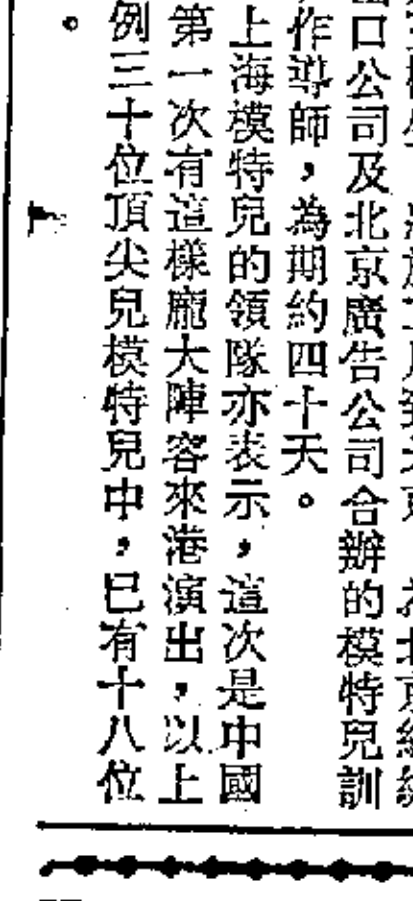 口公司及北京廣告公司合辦的模特兒訓
作導師，為期約四十天。
上海模特兒的領隊亦表示，這次是中國
第一次有這樣龐大陣容來港演出，以上
例三十位頂尖兒模特兒中，已有十八位
。